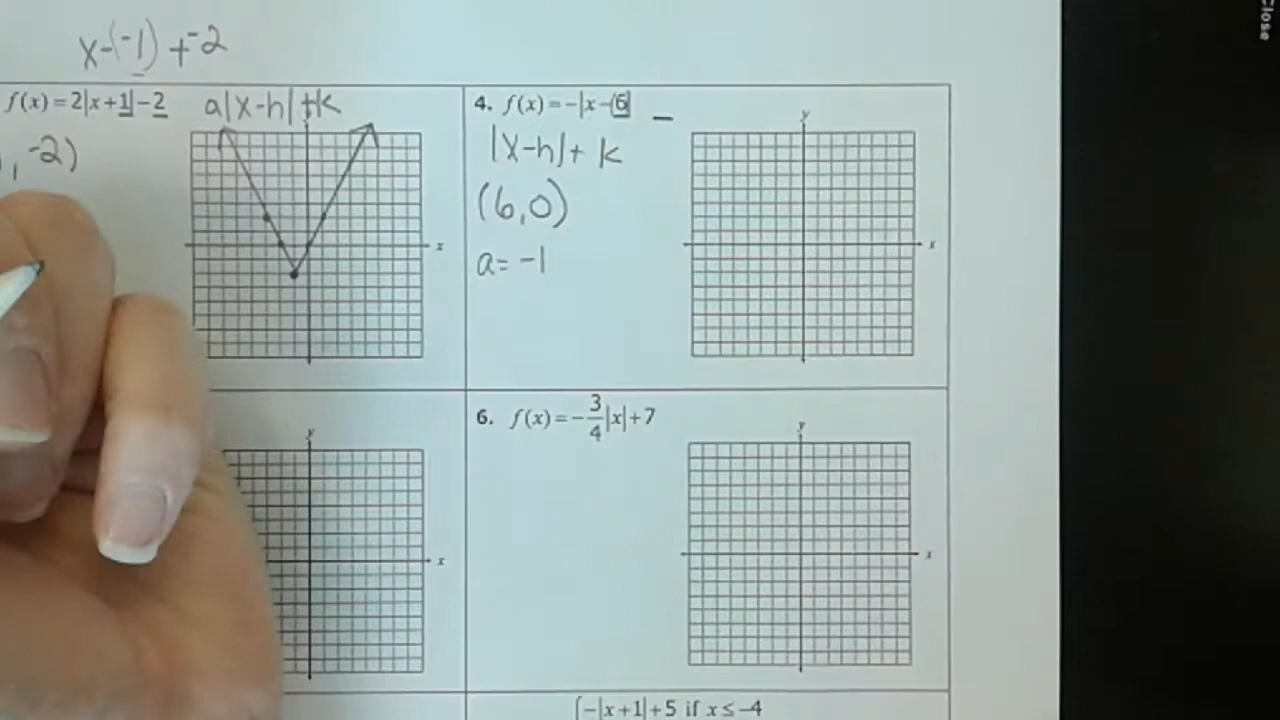 x-(-1) + -2
f(x)=2|x+1|-2
a|x-h|+k
, -2)
x
4. f(x)=-|x-(6|
|x-h|+k
(6,0)
a= -1
y
x
y
x
6. f(x)=-3/4|x|+7
y
x
-|x+1|+5 if x≤-4
Close